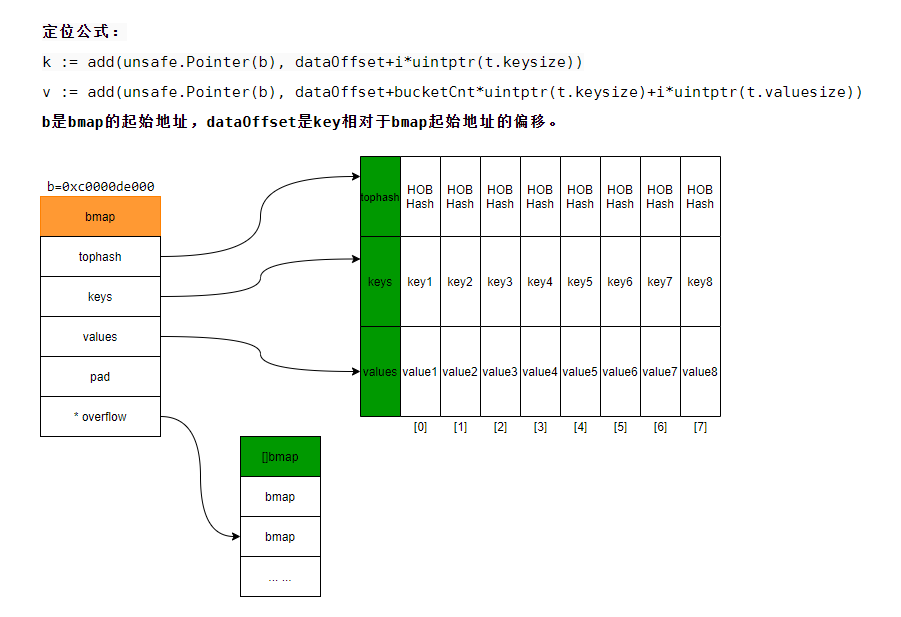 定位公式：
k := add(unsafe.Pointer(b), dataOffset+i*uintptr(t.keysize))
v := add(unsafe.Pointer(b), dataOffset+bucketCnt*uintptr(t.keysize)+i*uintptr(t.valuesize))
b是bmap的起始地址，dataOffset是key相对于bmap起始地址的偏移。
b=0xc0000de000
bmap
tophash
keys
values
pad
* overflow
tophash HOB HOB HOB HOB HOB HOB HOB HOB
Hash Hash Hash Hash Hash Hash Hash Hash
keys key1 key2 key3 key4 key5 key6 key7 key8
values value1 value2 value3 value4 value5 value6 value7 value8
[0] [1] [2] [3] [4] [5] [6] [7]
[]bmap
bmap
bmap
... ...